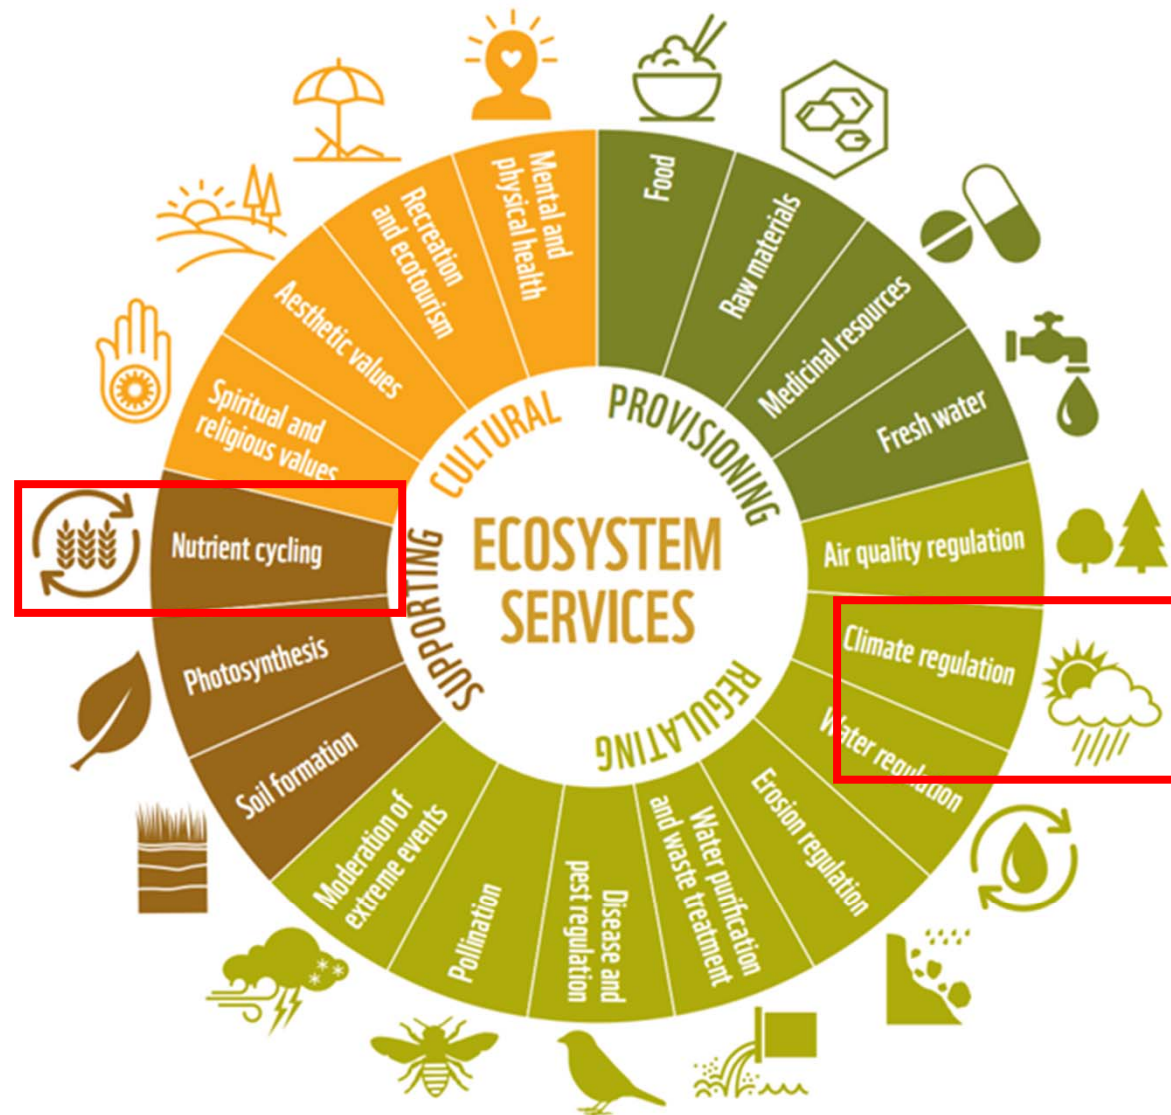 ECOSYSTEM
SERVICES
PROVISIONING
Food
Raw materials
Medicinal resources
Fresh water
REGULATING
Air quality regulation
Climate regulation
Water regulation
Erosion regulation
Water purification
and waste treatment
Disease and
pest regulation
Pollination
Moderation of
extreme events
SUPPORTING
Soil formation
Photosynthesis
Nutrient cycling
CULTURAL
Spiritual and
religious values
Aesthetic values
Recreation
and ecotourism
Mental and
physical health